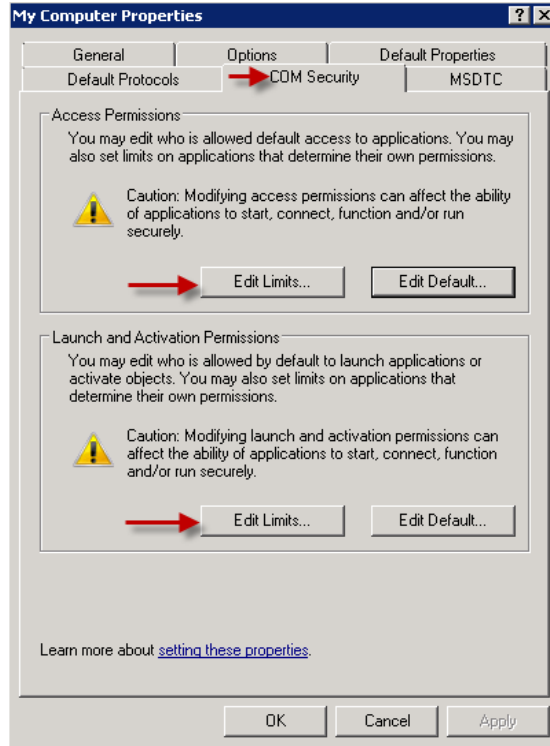 My Computer Properties
General Options Default Properties
Default Protocols COM Security MSDTC
Access Permissions
You may edit who is allowed default access to applications. You may
also set limits on applications that determine their own permissions.
Caution: Modifying access permissions can affect the ability
of applications to start, connect, function and/or run
securely.
Edit Limits... Edit Default...
Launch and Activation Permissions
You may edit who is allowed by default to launch applications or
activate objects. You may also set limits on applications that
determine their own permissions.
Caution: Modifying launch and activation permissions can
affect the ability of applications to start, connect, function
and/or run securely.
Edit Limits... Edit Default...
Learn more about setting these properties.
OK Cancel Apply